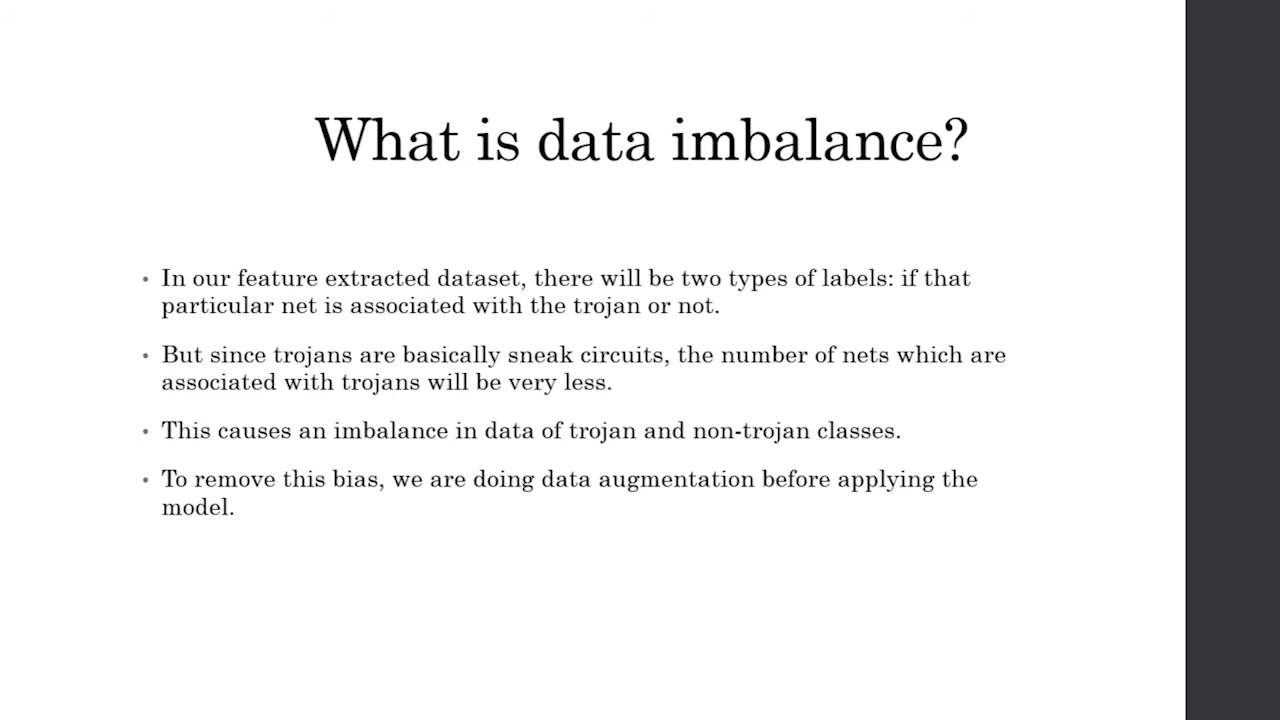 What is data imbalance?
• In our feature extracted dataset, there will be two types of labels: if that
particular net is associated with the trojan or not.
• But since trojans are basically sneak circuits, the number of nets which are
associated with trojans will be very less.
• This causes an imbalance in data of trojan and non-trojan classes.
• To remove this bias, we are doing data augmentation before applying the
model.